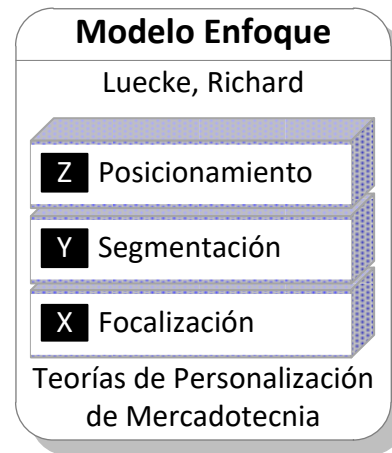 Modelo Enfoque
Luecke, Richard
Z Posicionamiento
Y Segmentación
X Focalización
Teorías de Personalización
de Mercadotecnia